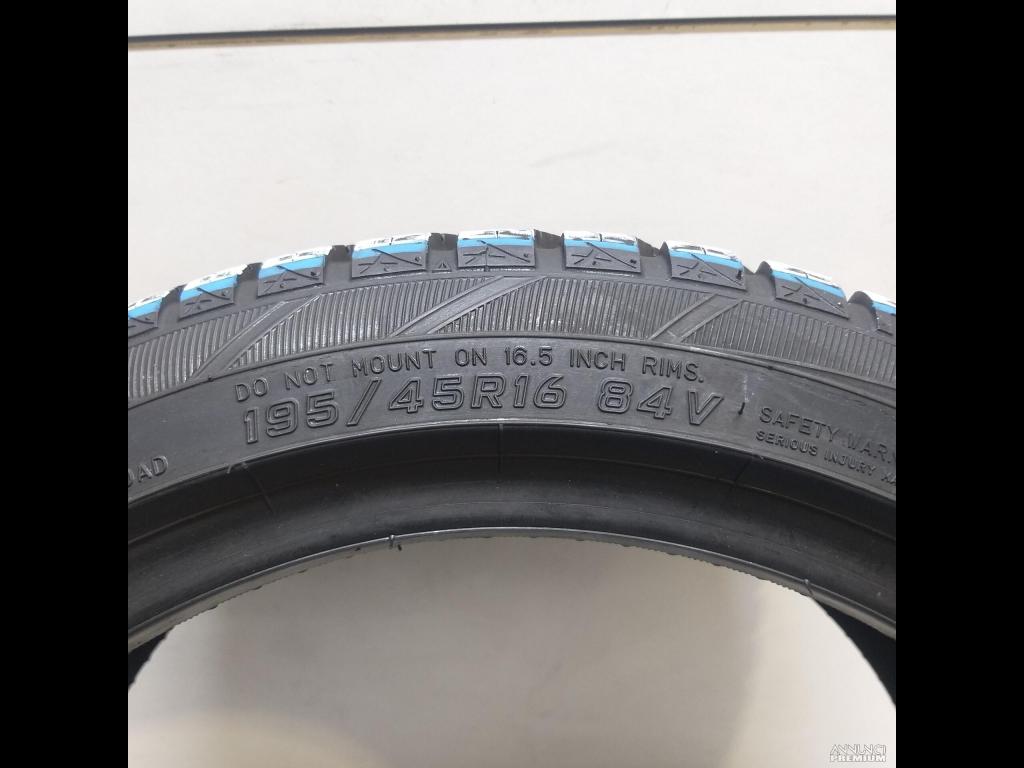 DO NOT MOUNT ON 16.5 INCH RIMS.
195/45R16 84V
SAFETY
SERIOUS INJURY
ANNUNCI
PREMIUM